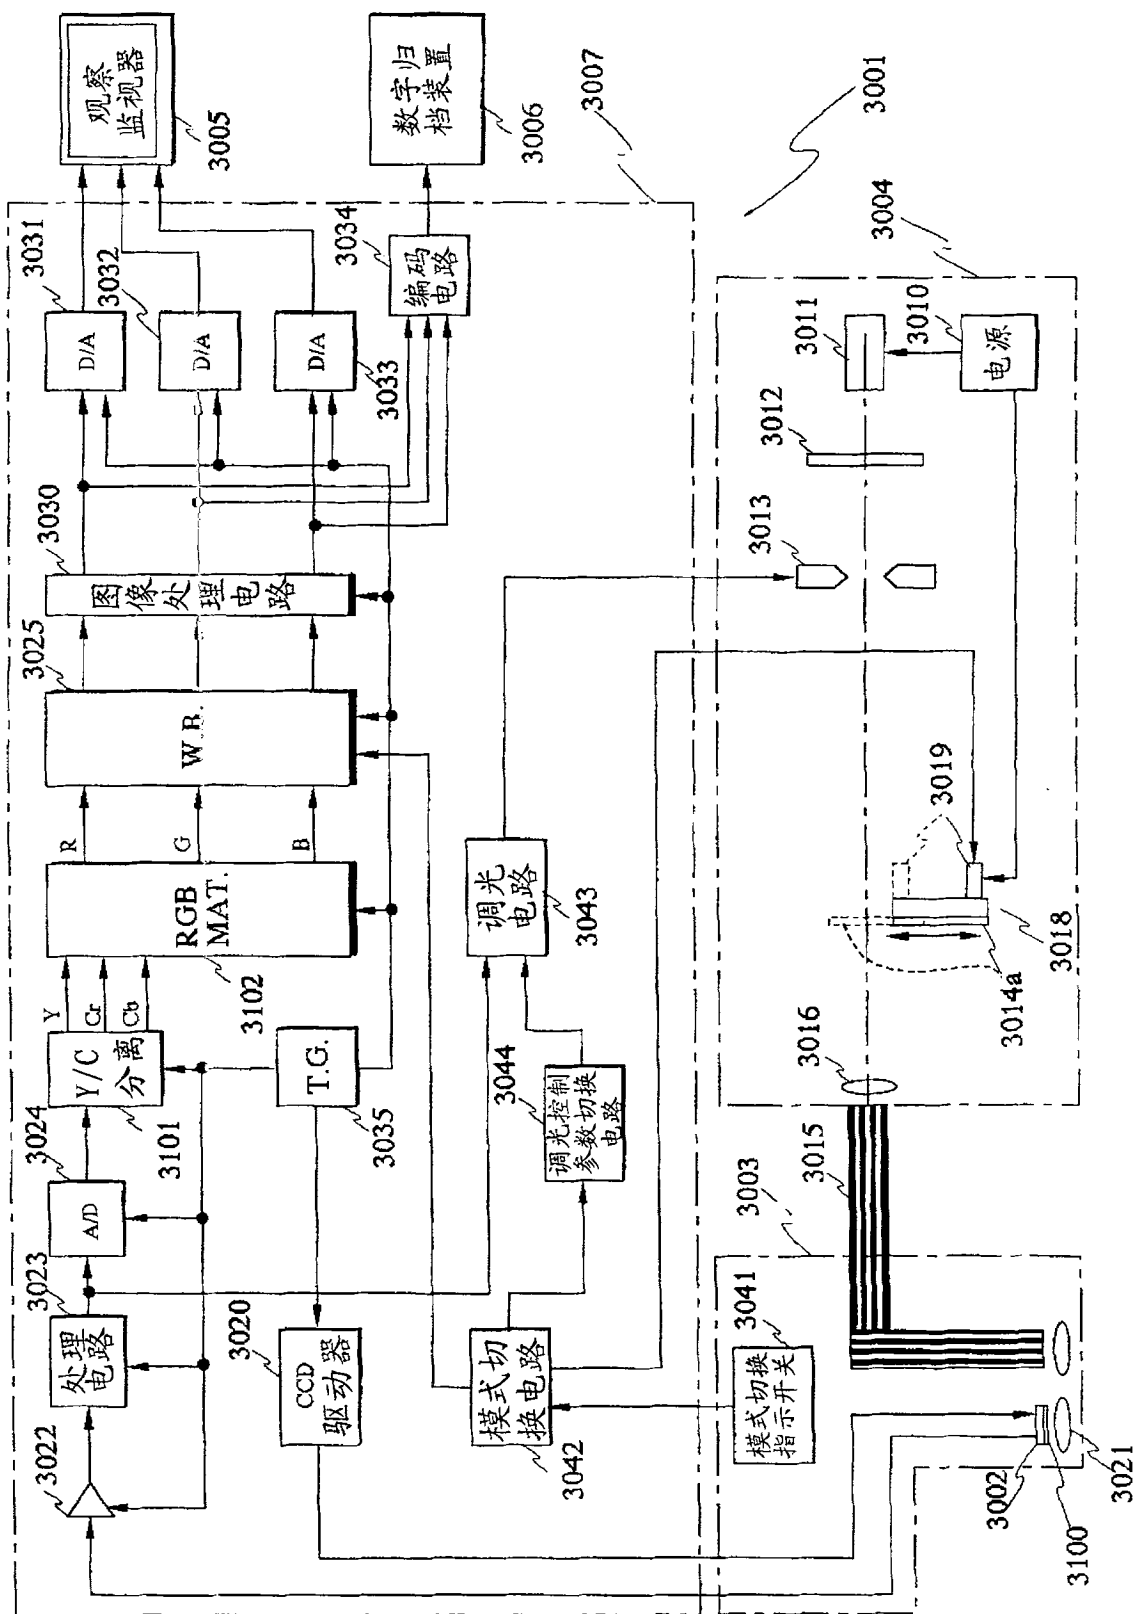 观察
监视器
3005
数字归
档装置
3006
3007
3001
3031
D/A
3032
D/A
D/A
3033
3034
编码
电路
3004
3011
3010
电源
3012
3013
3030
图像处理电路
3025
W.B.
R
G
B
RGB
MAT.
3102
调光
电路
3043
3019
3018
3014a
3016
Y
Cr
Cb
Y/C
分离
3101
T.G.
3035
3044
调光控制
参数切换
电路
3024
A/D
3015
3003
3023
处理
电路
3020
CCD
驱动器
模式切
换电路
3042
3041
模式切换
指示开关
3022
3002
3100
3021